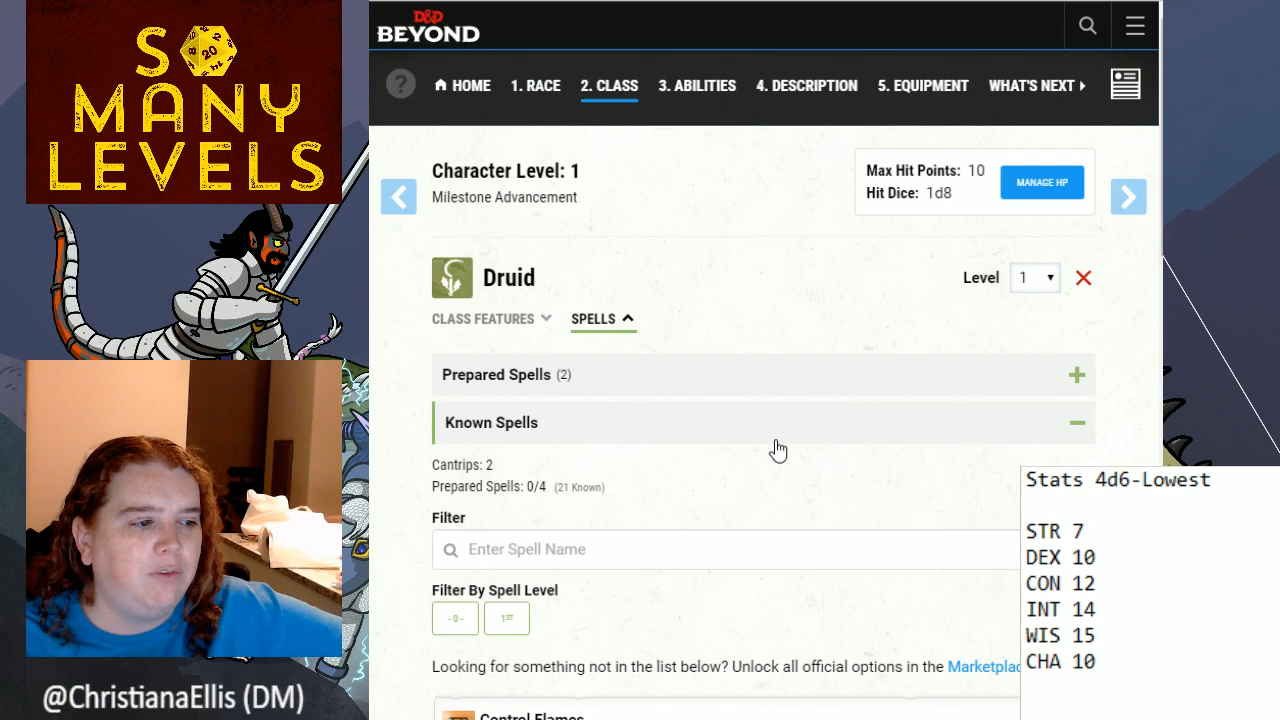 SO
MANY
LEVELS
D&D
BEYOND
HOME 1. RACE 2. CLASS 3. ABILITIES 4. DESCRIPTION 5. EQUIPMENT WHAT'S NEXT
Character Level: 1
Milestone Advancement
Max Hit Points: 10
Hit Dice: 1d8
MANAGE HP
Druid
Level 1
CLASS FEATURES SPELLS
Prepared Spells (2)
Known Spells
Cantrips: 2
Prepared Spells: 0/4 (21 Known)
Filter
Enter Spell Name
Filter By Spell Level
- 0 - 1ST
Looking for something not in the list below? Unlock all official options in the
Control Flames
Stats 4d6-Lowest
STR 7
DEX 10
CON 12
INT 14
WIS 15
CHA 10
@ChristianaEllis (DM)